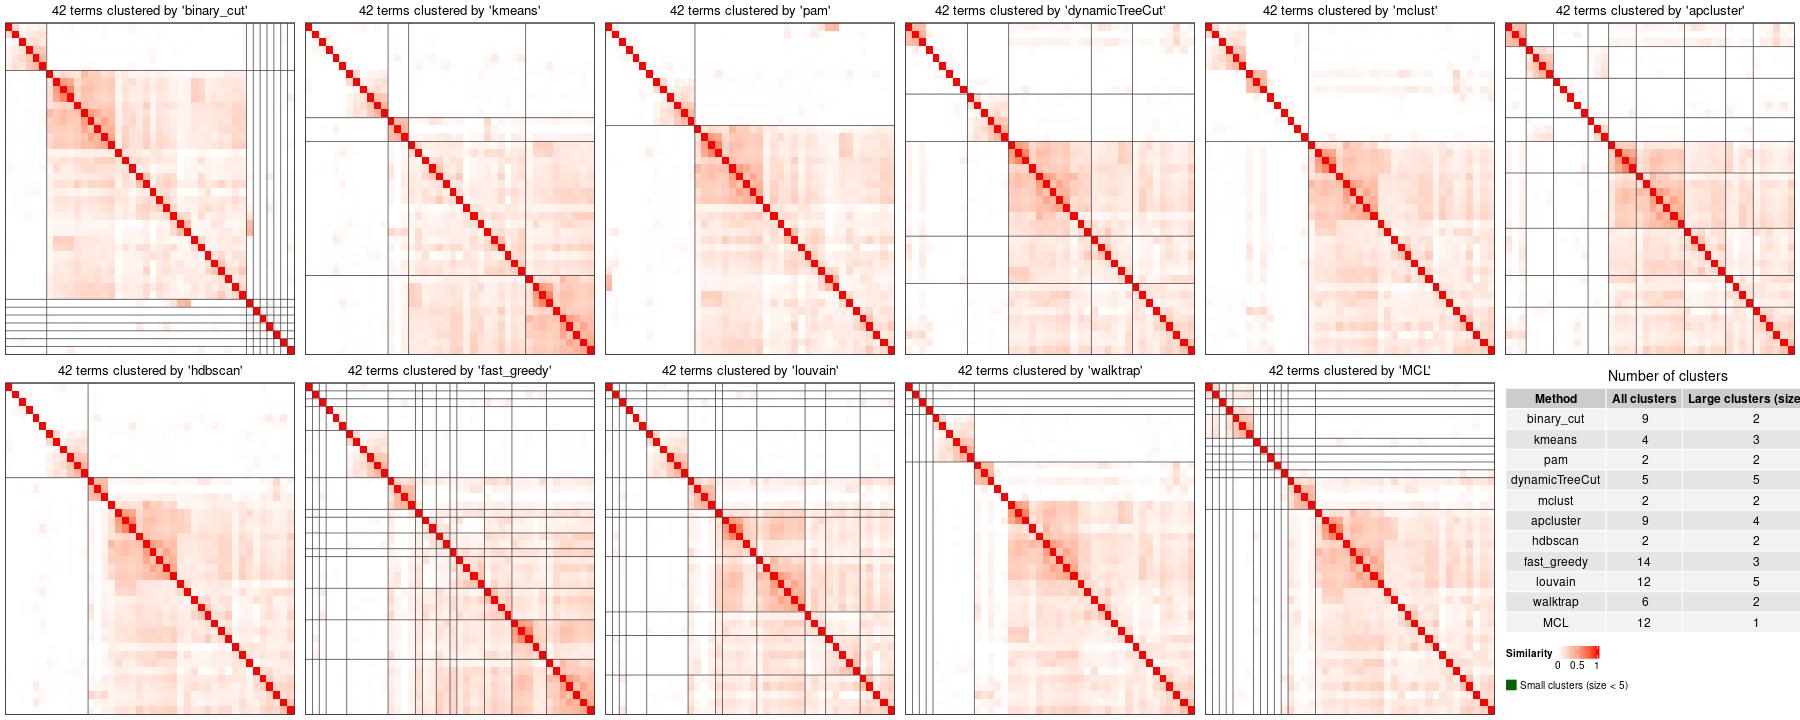 42 terms clustered by 'binary_cut'
42 terms clustered by 'kmeans'
42 terms clustered by 'pam'
42 terms clustered by 'dynamicTreeCut'
42 terms clustered by 'mclust'
42 terms clustered by 'apcluster'
42 terms clustered by 'hdbscan'
42 terms clustered by 'fast_greedy'
42 terms clustered by 'louvain'
42 terms clustered by 'walktrap'
42 terms clustered by 'MCL'
Number of clusters
Method All clusters Large clusters (size
binary_cut 9 2
kmeans 4 3
pam 2 2
dynamicTreeCut 5 5
mclust 2 2
apcluster 9 4
hdbscan 2 2
fast_greedy 14 3
louvain 12 5
walktrap 6 2
MCL 12 1
Similarity
0 0.5 1
Small clusters (size < 5)